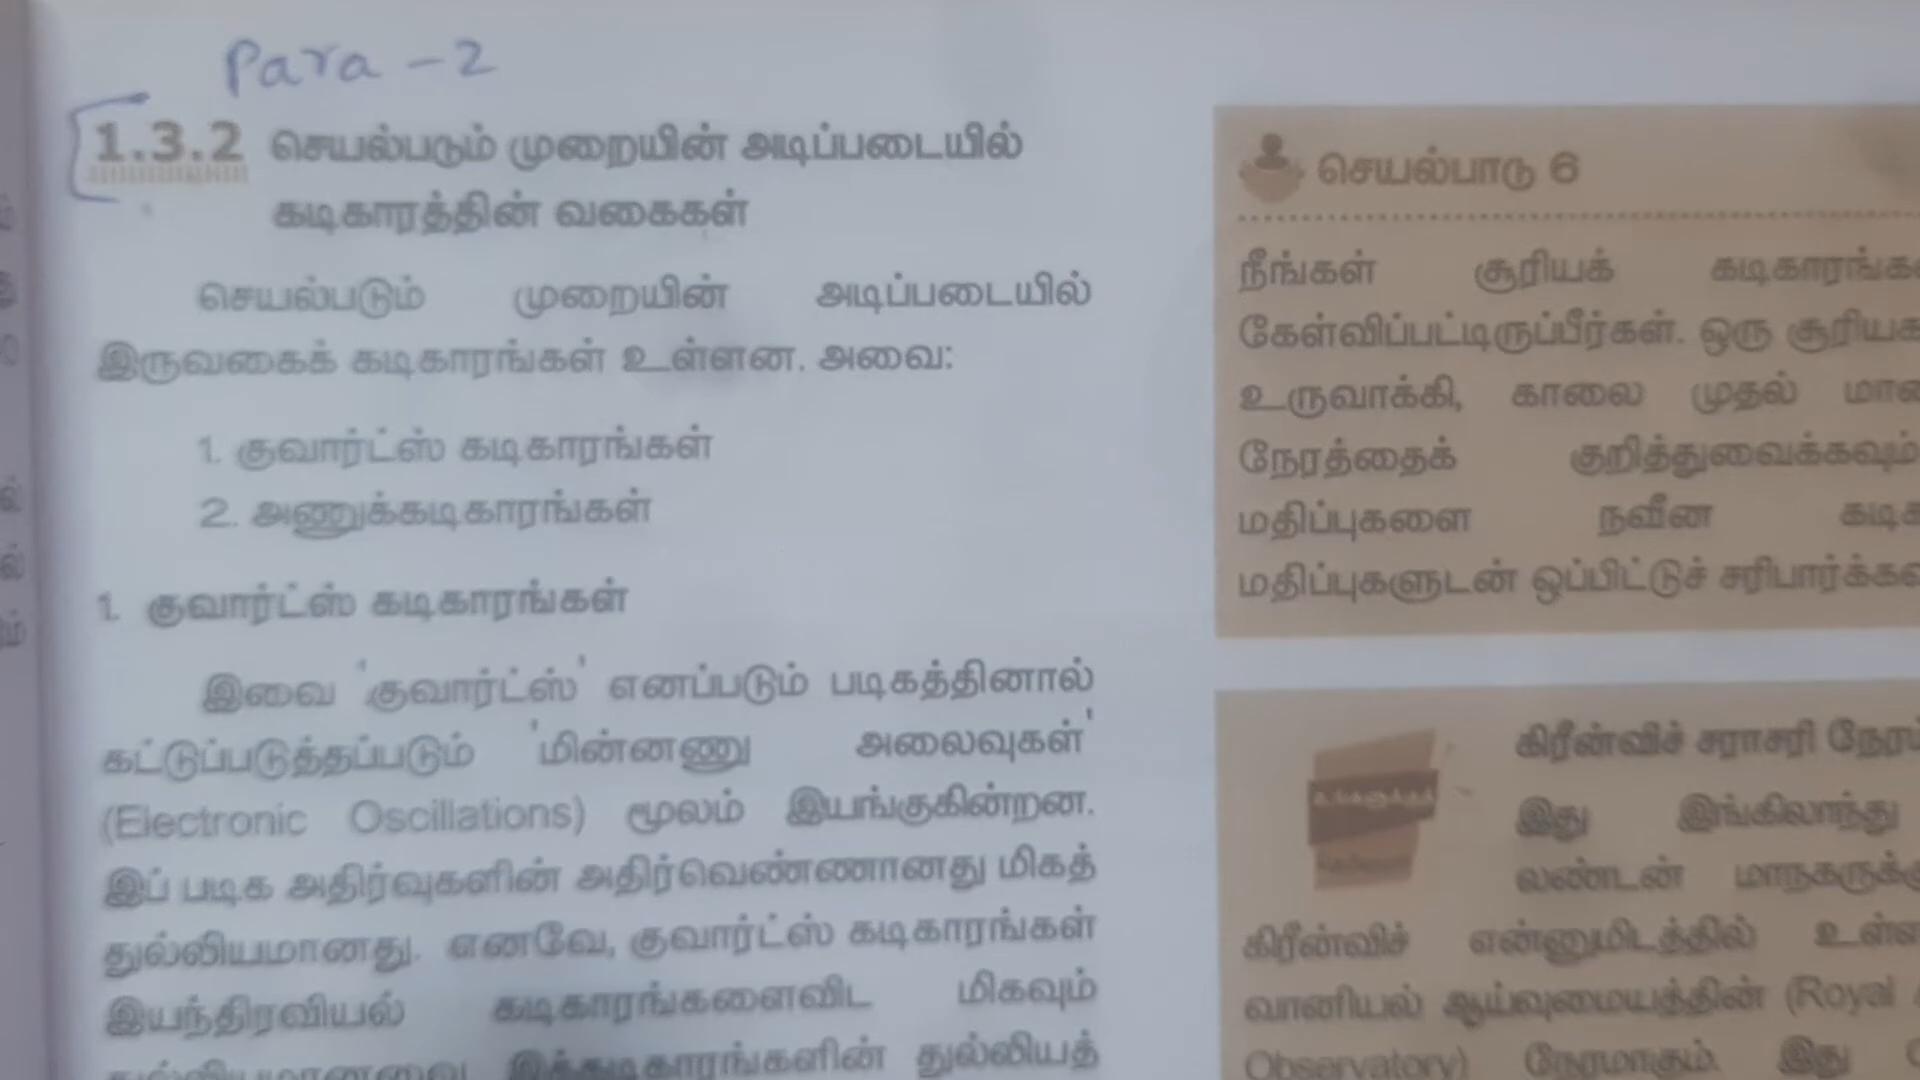 Para - 2
1.3.2 செயல்படும் முறையின் அடிப்படையில்
கடிகாரத்தின் வகைகள்
செயல்படும் முறையின் அடிப்படையில்
இருவகைக் கடிகாரங்கள் உள்ளன. அவை:
1. குவார்ட்ஸ் கடிகாரங்கள்
2. அணுக்கடிகாரங்கள்
1. குவார்ட்ஸ் கடிகாரங்கள்
இவை 'குவார்ட்ஸ்' எனப்படும் படிகத்தினால்
கட்டுப்படுத்தப்படும் 'மின்னணு அலைவுகள்'
(Electronic Oscillations) மூலம் இயங்குகின்றன.
இப் படிக அதிர்வுகளின் அதிர்வெண்ணானது மிகத்
துல்லியமானது. எனவே, குவார்ட்ஸ் கடிகாரங்கள்
இயந்திரவியல் கடிகாரங்களைவிட மிகவும்
இக்கடிகாரங்களின் துல்லியத்
செயல்பாடு 6
நீங்கள் சூரியக்
கேள்விப்பட்டிருப்பீர்கள். ஒரு
உருவாக்கி, காலை முதல்
நேரத்தைக் குறித்துவைக்கவும்
மதிப்புகளை நவீன
மதிப்புகளுடன் ஒப்பிட்டுச்
கிரீன்விச் சராசரி
இது இங்கிலாந்து
லண்டன்
கிரீன்விச் என்னுமிடத்தில்
வானியல் ஆய்வுமையத்தின் (Royal
Observatory) நேரமாகும். இது